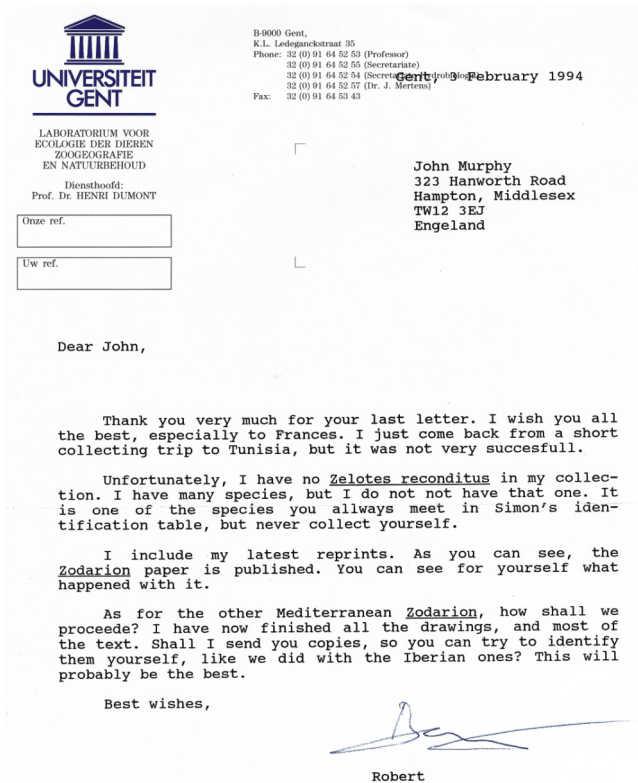 UNIVERSITEIT
GENT
LABORATORIUM VOOR
ECOLOGIE DER DIEREN
ZOOGEOGRAFIE
EN NATUURBEHOUD
Diensthoofd:
Prof. Dr. HENRI DUMONT
Onze ref.
Uw ref.
B-9000 Gent,
K.L. Ledeganckstraat 35
Phone: 32 (0) 91 64 52 53 (Professor)
32 (0) 91 64 52 55 (Secretariate)
32 (0) 91 64 52 54
32 (0) 91 64 52 57 (Dr. J. Mertens)
Fax: 32 (0) 91 64 53 43
Gent, 3 February 1994
John Murphy
323 Hanworth Road
Hampton, Middlesex
TW12 3EJ
Engeland
Dear John,
Thank you very much for your last letter. I wish you all
the best, especially to Frances. I just come back from a short
collecting trip to Tunisia, but it was not very succesfull.
Unfortunately, I have no Zelotes reconditus in my collec-
tion. I have many species, but I do not not have that one. It
is one of the species you allways meet in Simon's iden-
tification table, but never collect yourself.
I include my latest reprints. As you can see, the
Zodarion paper is published. You can see for yourself what
happened with it.
As for the other Mediterranean Zodarion, how shall we
proceede? I have now finished all the drawings, and most of
the text. Shall I send you copies, so you can try to identify
them yourself, like we did with the Iberian ones? This will
probably be the best.
Best wishes,
Robert